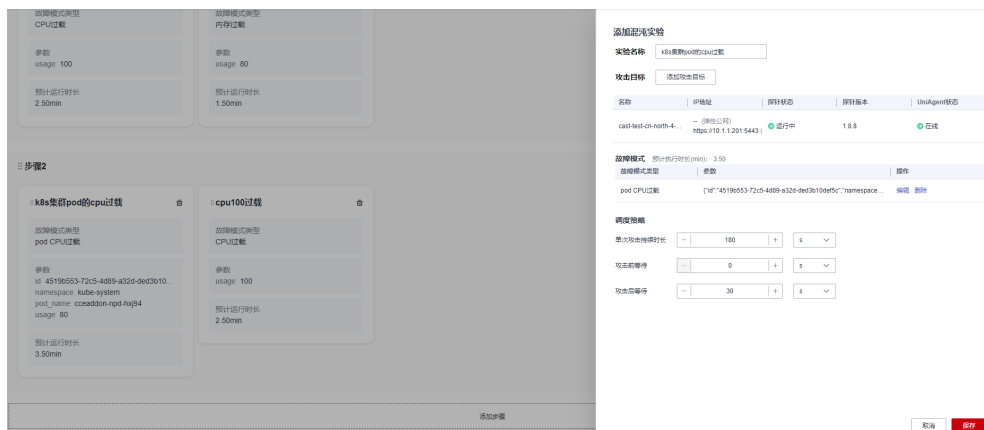 故障模式类型
CPU过载
参数
usage 100
预计运行时长
2.50min
故障模式类型
内存过载
参数
usage 80
预计运行时长
1.50min
步骤2
k8s集群pod的cpu过载
故障模式类型
pod CPU过载
参数
id 4519b553-72c5-4d89-a32d-ded3b10...
namespace kube-system
pod_name cceaddon-npd-hxj94
usage 80
预计运行时长
3.50min
cpu100过载
故障模式类型
CPU过载
参数
usage 100
预计运行时长
2.50min
添加步骤
添加混沌实验
实验名称 k8s集群pod的cpu过载
攻击目标 添加攻击目标
名称 IP地址 探针状态 探针版本 UniAgent状态
cast-test-cn-north-4-... -- (弹性公网) 运行中 1.8.8 在线
https://10.1.1.201:5443 (
故障模式 预计执行时长(min): 3.50
故障模式类型 参数 操作
pod CPU过载 {"id":"4519b553-72c5-4d89-a32d-ded3b10def5c","namespace... 编辑 删除
调度策略
单次攻击持续时长 − 180 + s
攻击前等待 − 0 + s
攻击后等待 − 30 + s
取消 保存